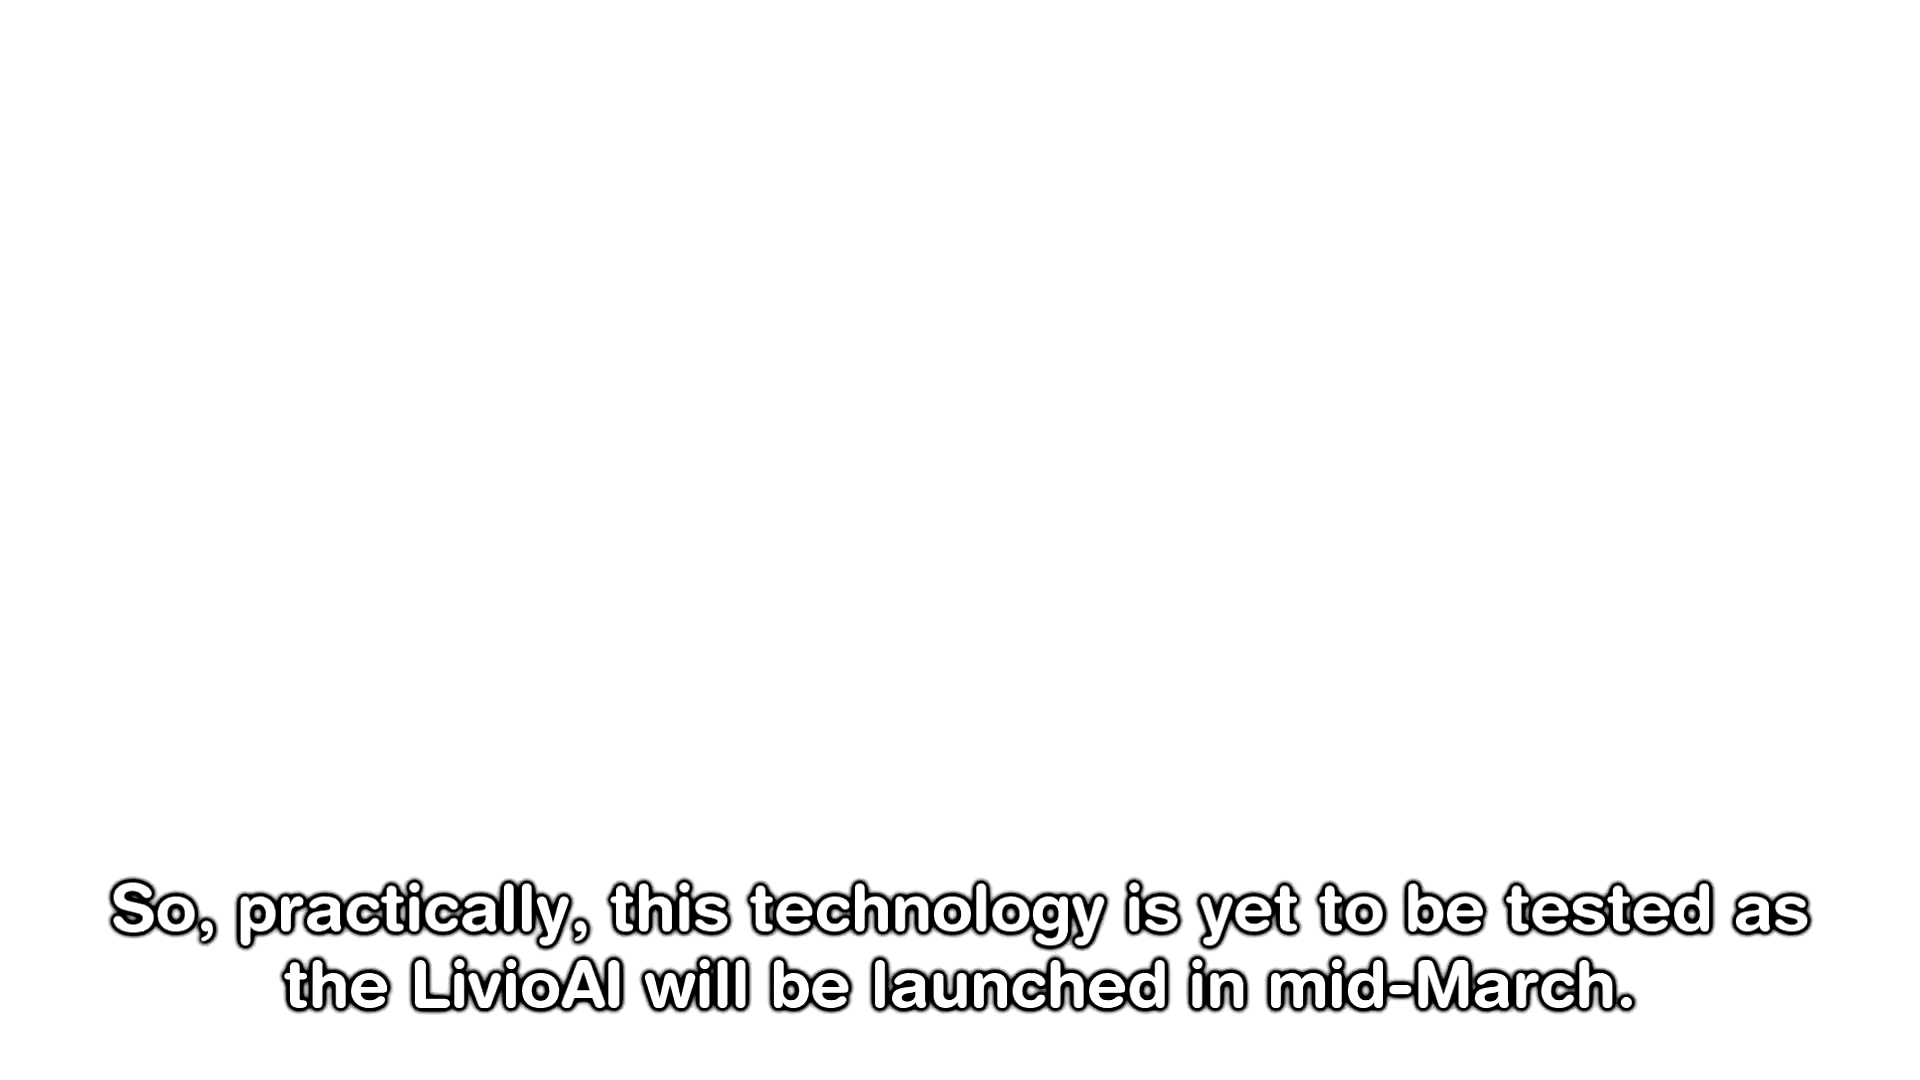 So, practically, this technology is yet to be tested as
the LivioAI will be launched in mid-March.